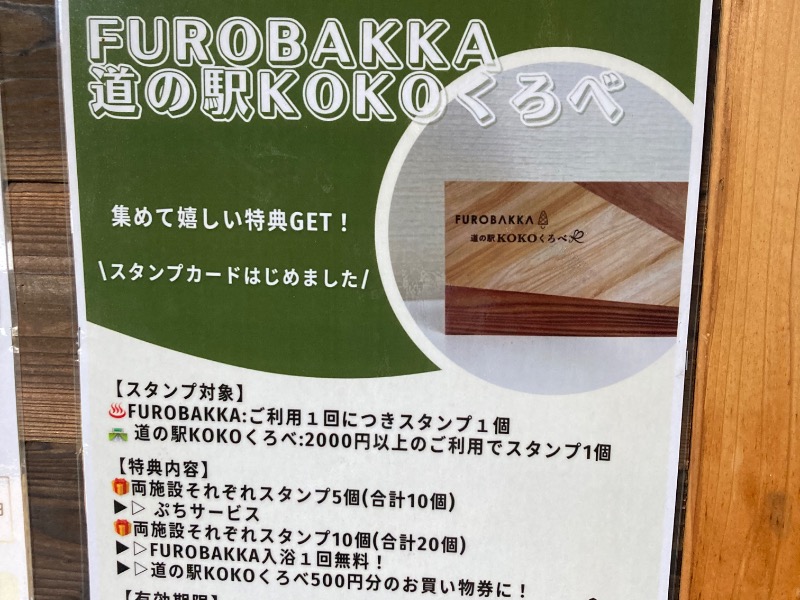 FUROBAKKA
道の駅KOKOくろべ
集めて嬉しい特典GET！
\スタンプカードはじめました/
FUROBAKKA
道の駅KOKOくろべ
【スタンプ対象】
♨FUROBAKKA:ご利用１回につきスタンプ１個
🛣道の駅KOKOくろべ:2000円以上のご利用でスタンプ1個
【特典内容】
🎁両施設それぞれスタンプ5個(合計10個)
▶▷ ぷちサービス
🎁両施設それぞれスタンプ10個(合計20個)
▶▷FUROBAKKA入浴１回無料！
▶▷道の駅KOKOくろべ500円分のお買い物券に！
【有効期限】